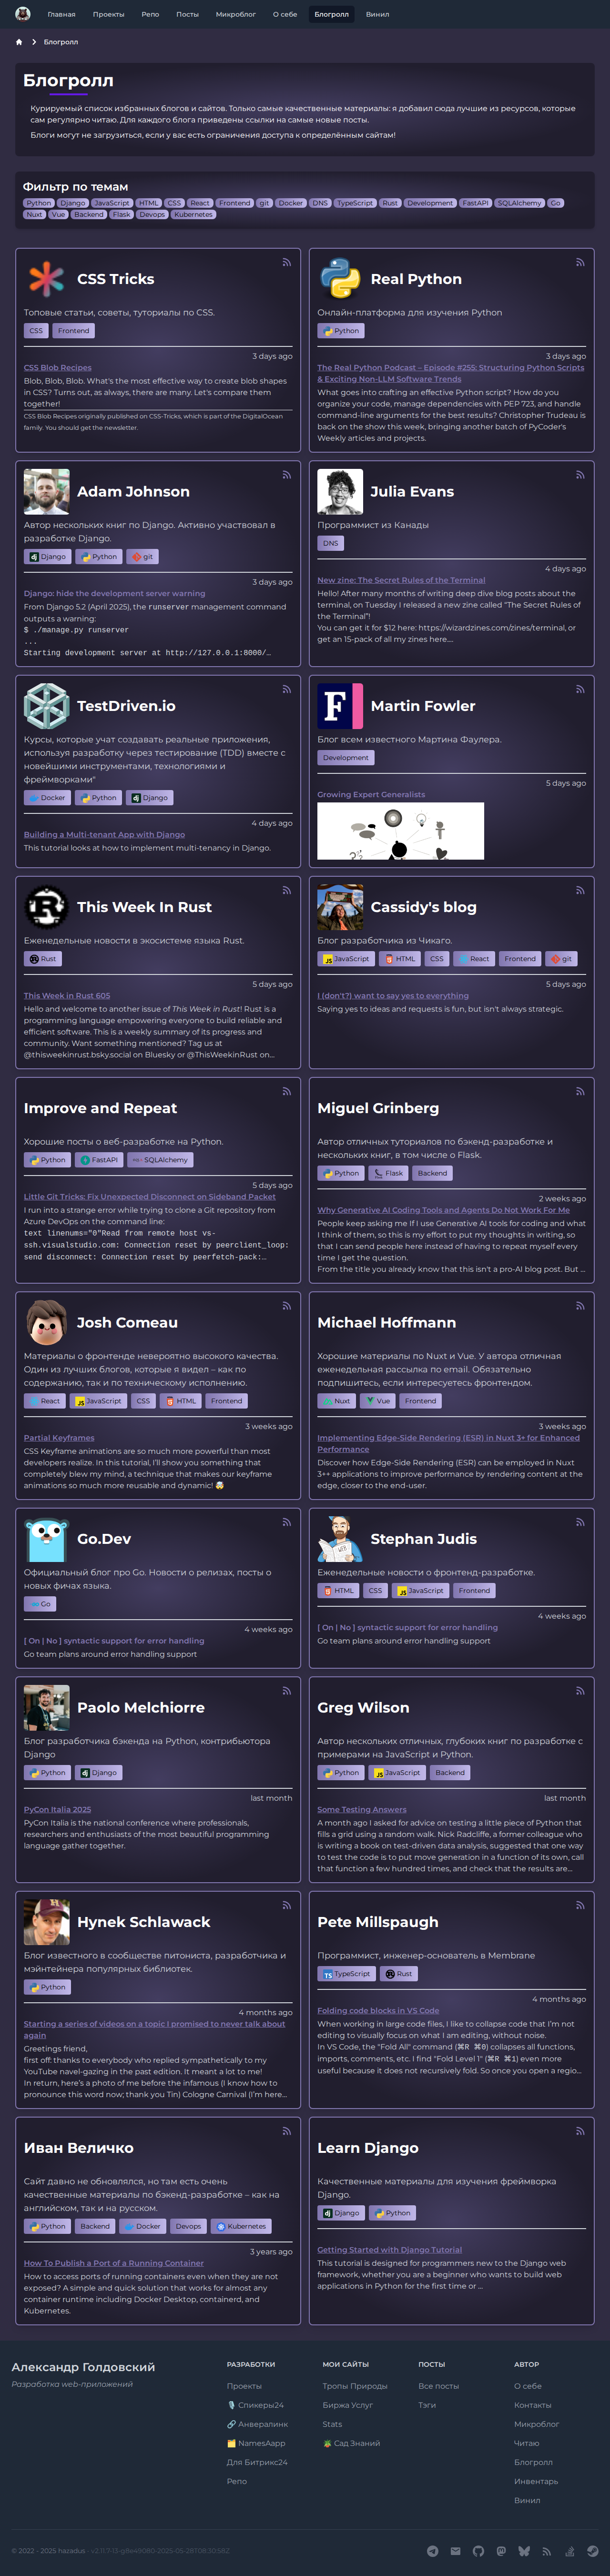 Главная Проекты Репо Посты Микроблог О себе Блогролл Винил
Блогролл
Блогролл
Курируемый список избранных блогов и сайтов. Только самые качественные материалы: я добавил сюда лучшие из ресурсов, которые
сам регулярно читаю. Для каждого блога приведены ссылки на самые новые посты.
Блоги могут не загрузиться, если у вас есть ограничения доступа к определённым сайтам!
Фильтр по темам
Python Django JavaScript HTML CSS React Frontend git Docker DNS TypeScript Rust Development FastAPI SQLAlchemy Go
Nuxt Vue Backend Flask Devops Kubernetes
CSS Tricks
Топовые статьи, советы, туториалы по CSS.
CSS Frontend
3 days ago
CSS Blob Recipes
Blob, Blob, Blob. What's the most effective way to create blob shapes
in CSS? Turns out, as always, there are many. Let's compare them
together!
CSS Blob Recipes originally published on CSS-Tricks, which is part of the DigitalOcean
family. You should get the newsletter.
Real Python
Онлайн-платформа для изучения Python
Python
3 days ago
The Real Python Podcast – Episode #255: Structuring Python Scripts
& Exciting Non-LLM Software Trends
What goes into crafting an effective Python script? How do you
organize your code, manage dependencies with PEP 723, and handle
command-line arguments for the best results? Christopher Trudeau is
back on the show this week, bringing another batch of PyCoder's
Weekly articles and projects.
Adam Johnson
Автор нескольких книг по Django. Активно участвовал в
разработке Django.
Django Python git
3 days ago
Django: hide the development server warning
From Django 5.2 (April 2025), the runserver management command
outputs a warning:
$ ./manage.py runserver
...
Starting development server at http://127.0.0.1:8000/…
Julia Evans
Программист из Канады
DNS
4 days ago
New zine: The Secret Rules of the Terminal
Hello! After many months of writing deep dive blog posts about the
terminal, on Tuesday I released a new zine called "The Secret Rules of
the Terminal"!
You can get it for $12 here: https://wizardzines.com/zines/terminal, or
get an 15-pack of all my zines here.…
TestDriven.io
Курсы, которые учат создавать реальные приложения,
используя разработку через тестирование (TDD) вместе с
новейшими инструментами, технологиями и
фреймворками"
Docker Python Django
4 days ago
Building a Multi-tenant App with Django
This tutorial looks at how to implement multi-tenancy in Django.
Martin Fowler
Блог всем известного Мартина Фаулера.
Development
5 days ago
Growing Expert Generalists
This Week In Rust
Еженедельные новости в экосистеме языка Rust.
Rust
5 days ago
This Week in Rust 605
Hello and welcome to another issue of This Week in Rust! Rust is a
programming language empowering everyone to build reliable and
efficient software. This is a weekly summary of its progress and
community. Want something mentioned? Tag us at
@thisweekinrust.bsky.social on Bluesky or @ThisWeekinRust on…
Cassidy's blog
Блог разработчика из Чикаго.
JavaScript HTML CSS React Frontend git
5 days ago
I (don't?) want to say yes to everything
Saying yes to ideas and requests is fun, but isn't always strategic.
Improve and Repeat
Хорошие посты о веб-разработке на Python.
Python FastAPI SQLAlchemy
5 days ago
Little Git Tricks: Fix Unexpected Disconnect on Sideband Packet
I run into a strange error while trying to clone a Git repository from
Azure DevOps on the command line:
text linenums="0"Read from remote host vs-
ssh.visualstudio.com: Connection reset by peerclient_loop:
send disconnect: Connection reset by peerfetch-pack:…
Miguel Grinberg
Автор отличных туториалов по бэкенд-разработке и
нескольких книг, в том числе о Flask.
Python Flask Backend
2 weeks ago
Why Generative AI Coding Tools and Agents Do Not Work For Me
People keep asking me If I use Generative AI tools for coding and what
I think of them, so this is my effort to put my thoughts in writing, so
that I can send people here instead of having to repeat myself every
time I get the question.
From the title you already know that this isn't a pro-AI blog post. But …
Josh Comeau
Материалы о фронтенде невероятно высокого качества.
Один из лучших блогов, которые я видел – как по
содержанию, так и по техническому исполнению.
React JavaScript CSS HTML Frontend
3 weeks ago
Partial Keyframes
CSS Keyframe animations are so much more powerful than most
developers realize. In this tutorial, I'll show you something that
completely blew my mind, a technique that makes our keyframe
animations so much more reusable and dynamic! 🤯
Michael Hoffmann
Хорошие материалы по Nuxt и Vue. У автора отличная
еженедельная рассылка по email. Обязательно
подпишитесь, если интересуетесь фронтендом.
Nuxt Vue Frontend
3 weeks ago
Implementing Edge-Side Rendering (ESR) in Nuxt 3+ for Enhanced
Performance
Discover how Edge-Side Rendering (ESR) can be employed in Nuxt
3++ applications to improve performance by rendering content at the
edge, closer to the end-user.
Go.Dev
Официальный блог про Go. Новости о релизах, посты о
новых фичах языка.
Go
4 weeks ago
[ On | No ] syntactic support for error handling
Go team plans around error handling support
Stephan Judis
Еженедельные новости о фронтенд-разработке.
HTML CSS JavaScript Frontend
4 weeks ago
[ On | No ] syntactic support for error handling
Go team plans around error handling support
Paolo Melchiorre
Блог разработчика бэкенда на Python, контрибьютора
Django
Python Django
last month
PyCon Italia 2025
PyCon Italia is the national conference where professionals,
researchers and enthusiasts of the most beautiful programming
language gather together.
Greg Wilson
Автор нескольких отличных, глубоких книг по разработке с
примерами на JavaScript и Python.
Python JavaScript Backend
last month
Some Testing Answers
A month ago I asked for advice on testing a little piece of Python that
fills a grid using a random walk. Nick Radcliffe, a former colleague who
is writing a book on test-driven data analysis, suggested that one way
to test the code is to put move generation in a function of its own, call
that function a few hundred times, and check that the results are…
Hynek Schlawack
Блог известного в сообществе питониста, разработчика и
мэйнтейнера популярных библиотек.
Python
4 months ago
Starting a series of videos on a topic I promised to never talk about
again
Greetings friend,
first off: thanks to everybody who replied sympathetically to my
YouTube navel-gazing in the past edition. It meant a lot to me!
In return, here's a photo of me before the infamous (I know how to
pronounce this word now; thank you Tin) Cologne Carnival (I'm here…
Pete Millspaugh
Программист, инженер-основатель в Membrane
TypeScript Rust
4 months ago
Folding code blocks in VS Code
When working in large code files, I like to collapse code that I'm not
editing to visually focus on what I am editing, without noise.
In VS Code, the "Fold All" command (⌘R ⌘0) collapses all functions,
imports, comments, etc. I find "Fold Level 1" (⌘R ⌘1) even more
useful because it does not recursively fold. So once you open a regio…
Иван Величко
Сайт давно не обновлялся, но там есть очень
качественные материалы по бэкенд-разработке – как на
английском, так и на русском.
Python Backend Docker Devops Kubernetes
3 years ago
How To Publish a Port of a Running Container
How to access ports of running containers even when they are not
exposed? A simple and quick solution that works for almost any
container runtime including Docker Desktop, containerd, and
Kubernetes.
Learn Django
Качественные материалы для изучения фреймворка
Django.
Django Python
Getting Started with Django Tutorial
This tutorial is designed for programmers new to the Django web
framework, whether you are a beginner who wants to build web
applications in Python for the first time or …
Александр Голдовский
Разработка web-приложений
РАЗРАБОТКИ
Проекты
🎙️ Спикеры24
🔗 Анвералинк
🗂️ NamesAapp
Для Битрикс24
Репо
МОИ САЙТЫ
Тропы Природы
Биржа Услуг
Stats
🪴 Сад Знаний
ПОСТЫ
Все посты
Тэги
АВТОР
О себе
Контакты
Микроблог
Читаю
Блогролл
Инвентарь
Винил
© 2022 - 2025 hazadus